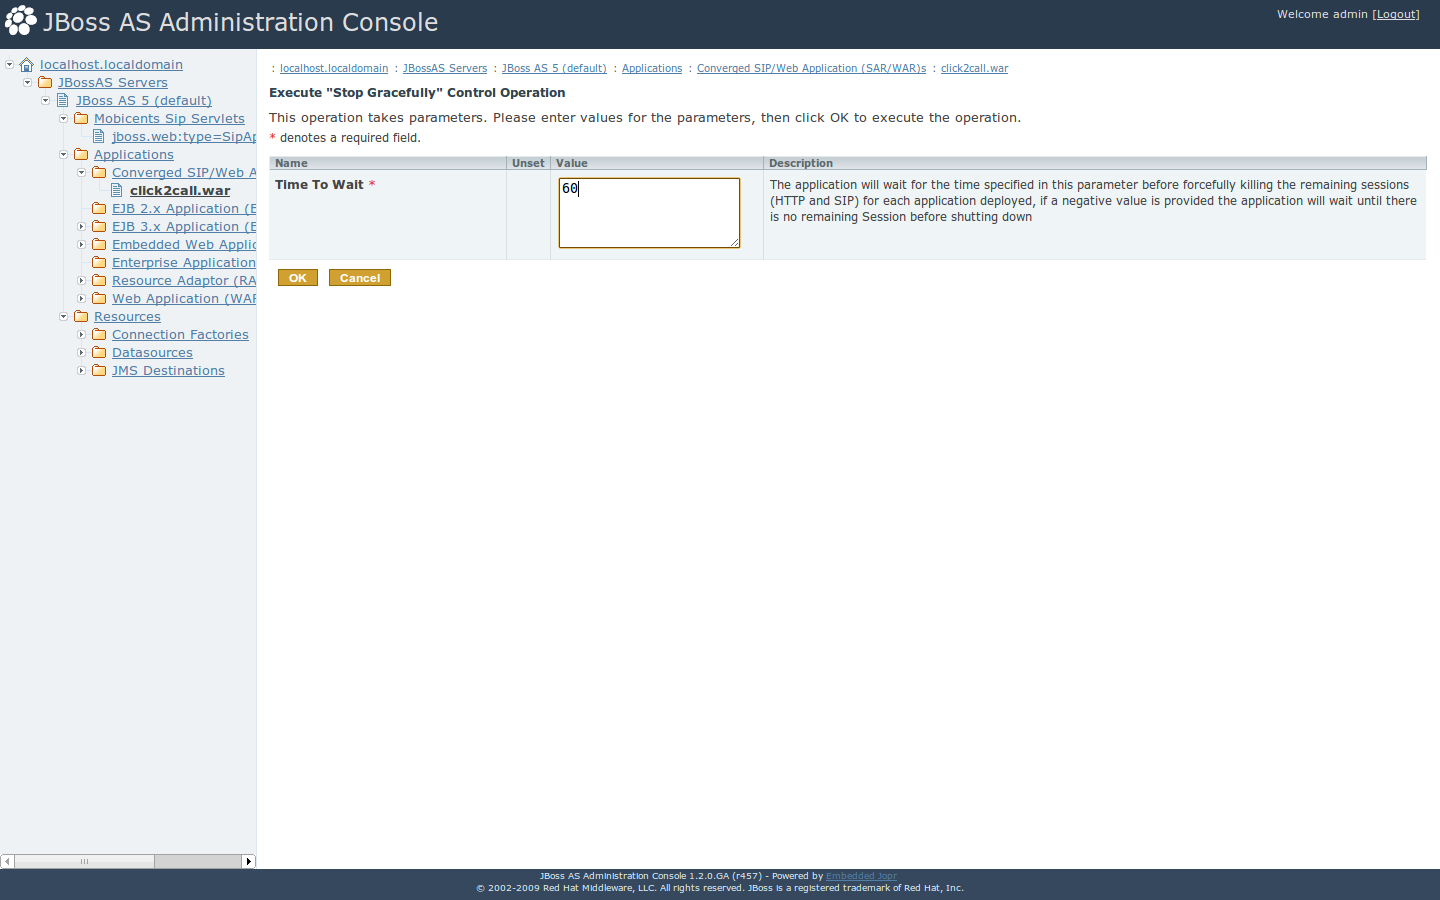 JBoss AS Administration Console
Welcome admin [Logout]
localhost.localdomain
JBossAS Servers
JBoss AS 5 (default)
Mobicents Sip Servlets
jboss.web:type=SipAp
Applications
Converged SIP/Web A
click2call.war
EJB 2.x Application (E
EJB 3.x Application (E
Embedded Web Applic
Enterprise Application
Resource Adaptor (RA
Web Application (WAR
Resources
Connection Factories
Datasources
JMS Destinations
: localhost.localdomain : JBossAS Servers : JBoss AS 5 (default) : Applications : Converged SIP/Web Application (SAR/WAR)s : click2call.war
Execute "Stop Gracefully" Control Operation
This operation takes parameters. Please enter values for the parameters, then click OK to execute the operation.
* denotes a required field.
Name Unset Value Description
Time To Wait *
60
The application will wait for the time specified in this parameter before forcefully killing the remaining sessions
(HTTP and SIP) for each application deployed, if a negative value is provided the application will wait until there
is no remaining Session before shutting down
OK Cancel
JBoss AS Administration Console 1.2.0.GA (r457) - Powered by Embedded Jopr
© 2002-2009 Red Hat Middleware, LLC. All rights reserved. JBoss is a registered trademark of Red Hat, Inc.